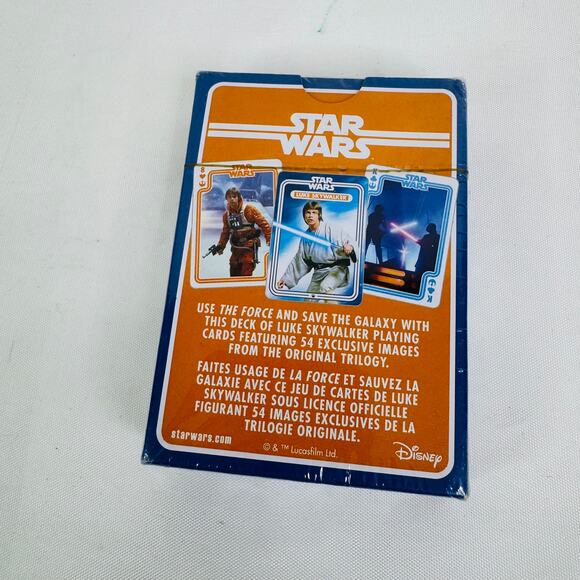 STAR
WARS
8
STAR
WARS
STAR
WARS
LUKE SKYWALKER
K
STAR
WARS
K
USE THE FORCE AND SAVE THE GALAXY WITH
THIS DECK OF LUKE SKYWALKER PLAYING
CARDS FEATURING 54 EXCLUSIVE IMAGES
FROM THE ORIGINAL TRILOGY.
FAITES USAGE DE LA FORCE ET SAUVEZ LA
GALAXIE AVEC CE JEU DE CARTES DE LUKE
SKYWALKER SOUS LICENCE OFFICIELLE
FIGURANT 54 IMAGES EXCLUSIVES DE LA
TRILOGIE ORIGINALE.
starwars.com
© & ™ Lucasfilm Ltd.
Disney